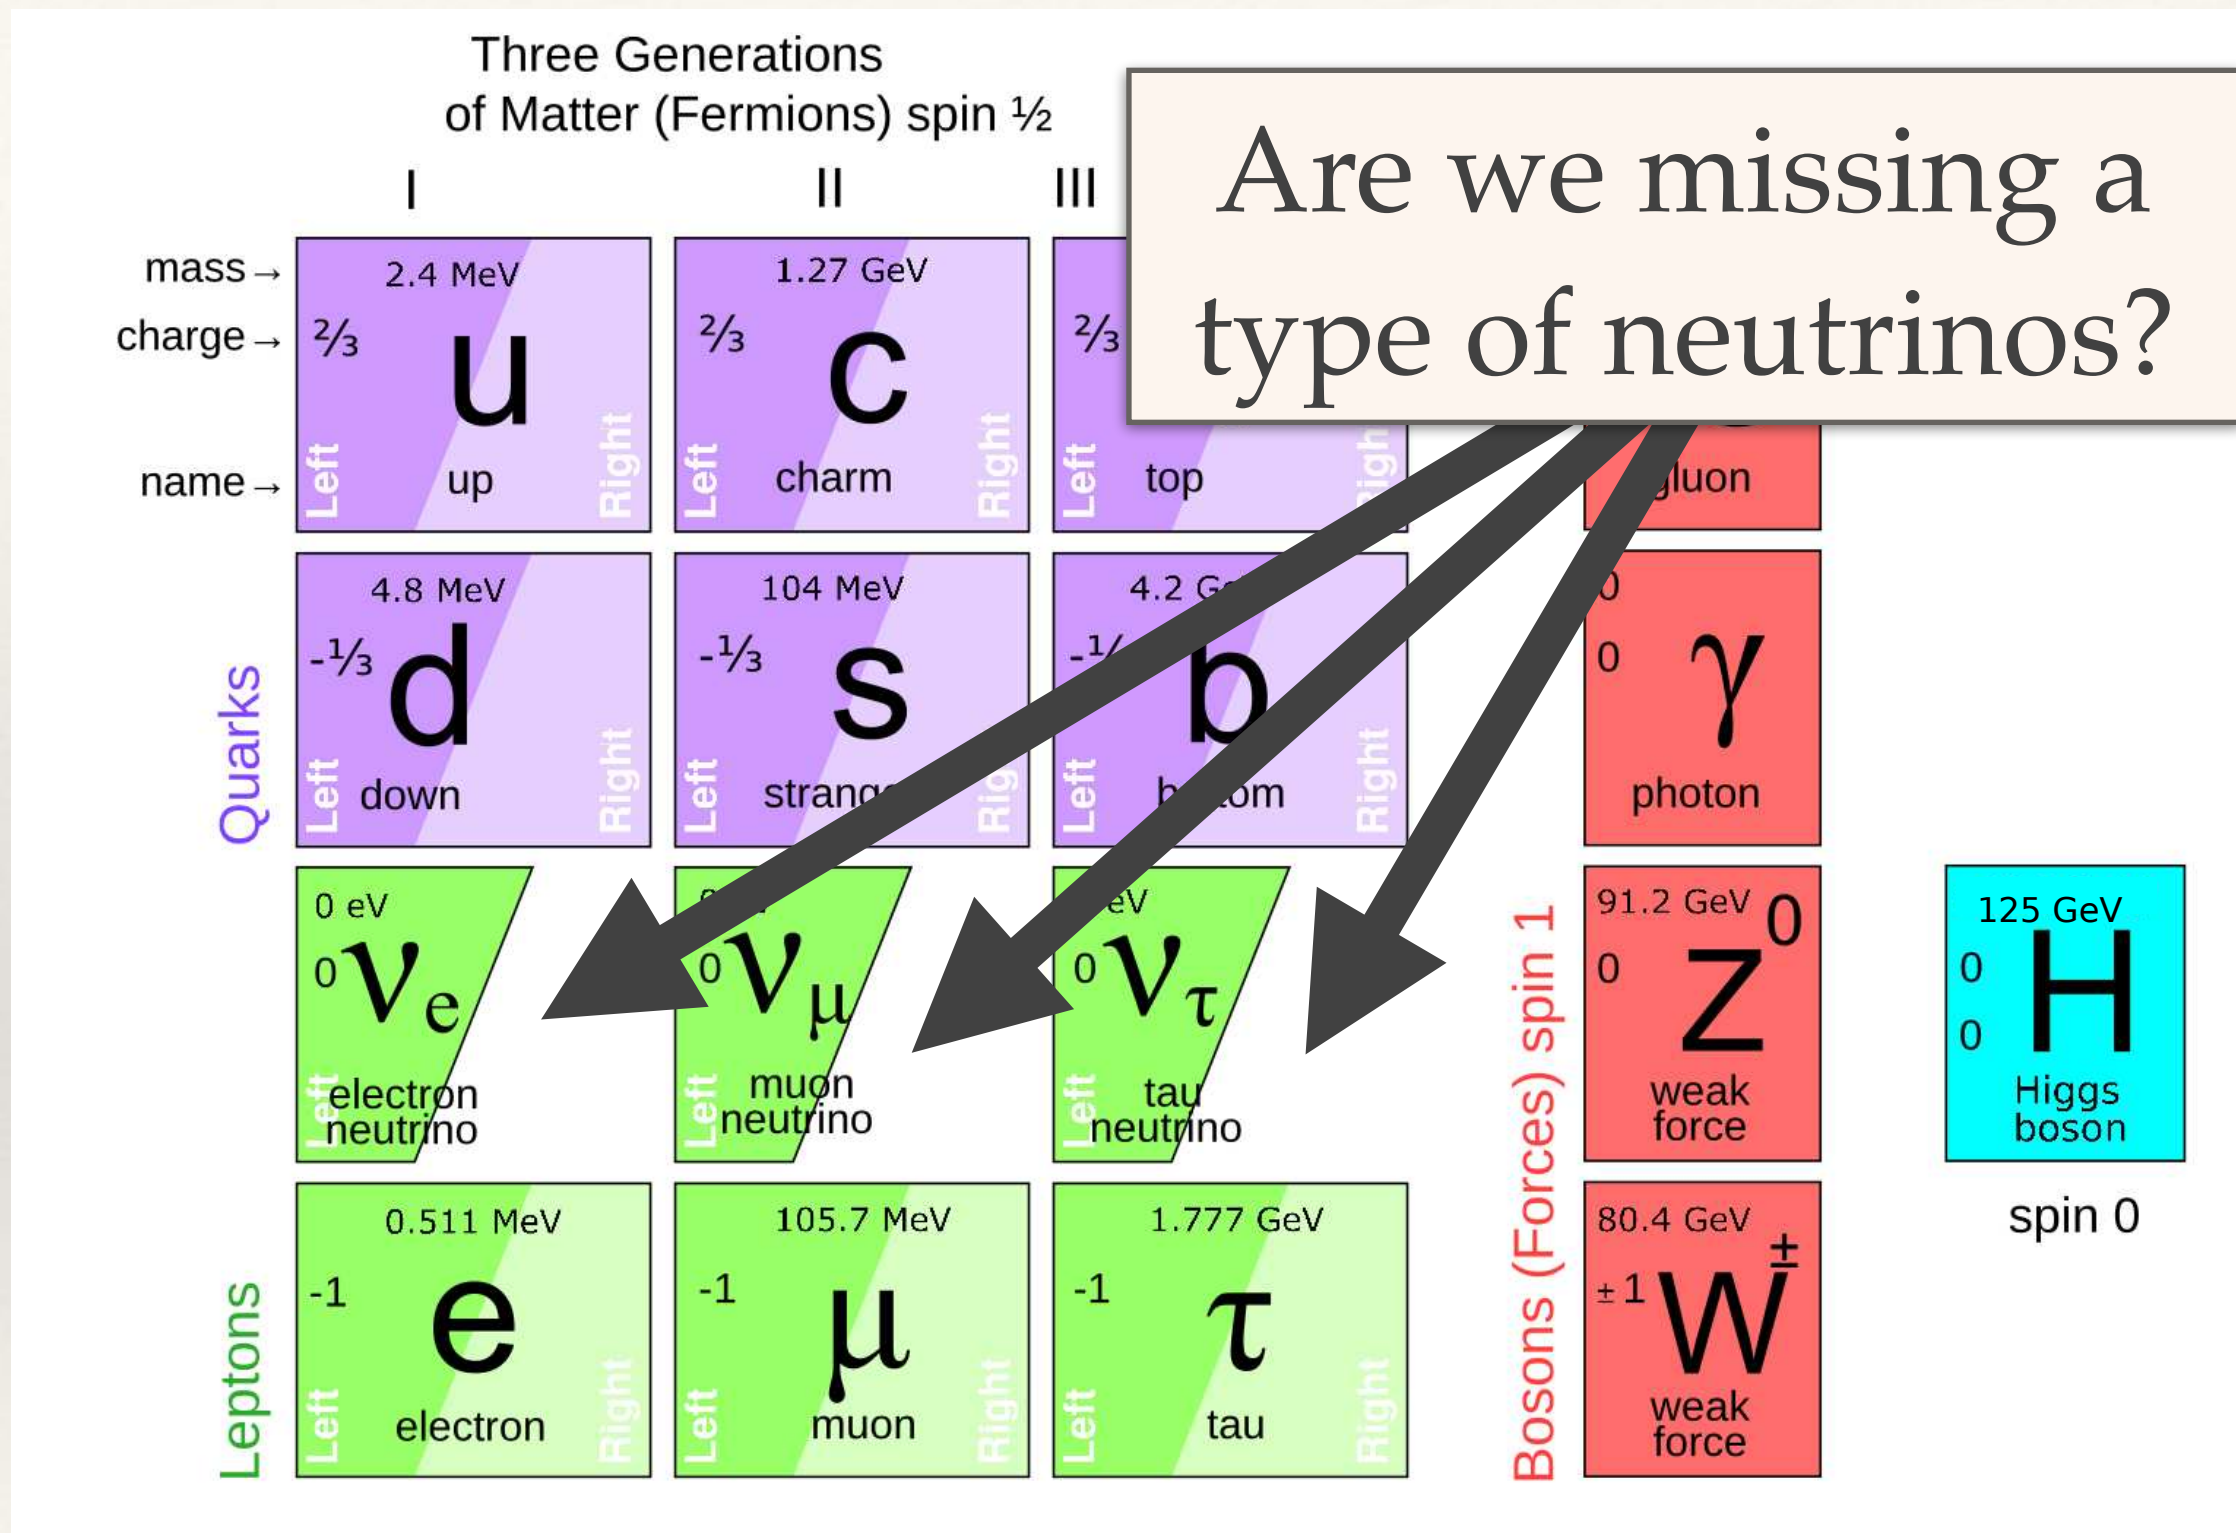 Three Generations
of Matter (Fermions) spin ½
Are we missing a
type of neutrinos?
I II III
mass→ 2.4 MeV 1.27 GeV
charge→ ⅔ u ⅔ c ⅔
name→ Left up Right Left charm Right Left top Right gluon
Quarks
4.8 MeV 104 MeV 4.2 0
-⅓ d -⅓ s b 0 γ
Left down Right Left Left Right photon
0 eV eV 91.2 GeV 125 GeV
0 νe 0 νμ 0 ντ 0 Z0 0 H
0
Left electron neutrino Left muon neutrino Left tau neutrino weak force Higgs boson
Leptons
0.511 MeV 105.7 MeV 1.777 GeV 80.4 GeV spin 0
-1 e -1 μ -1 τ ±1 W±
Left electron Right Left muon Right Left tau Right weak force
Bosons (Forces) spin 1